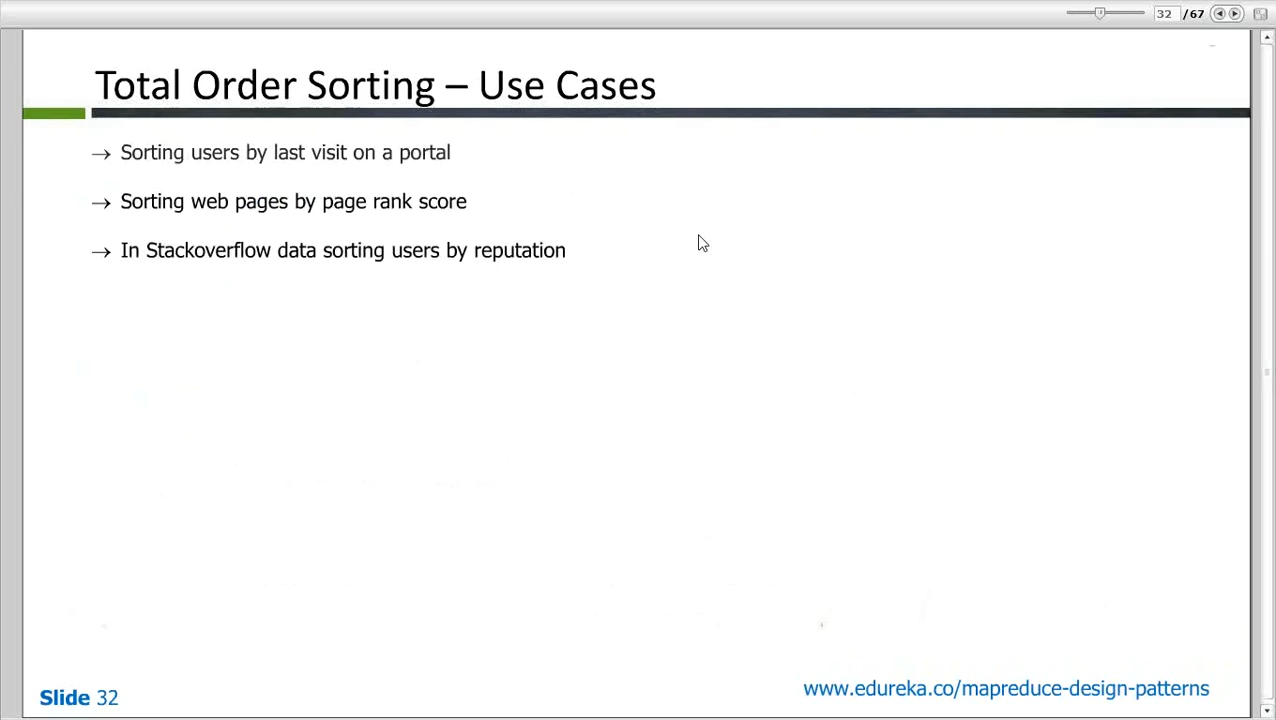 32 /67
Total Order Sorting – Use Cases
→ Sorting users by last visit on a portal
→ Sorting web pages by page rank score
→ In Stackoverflow data sorting users by reputation
Slide 32
www.edureka.co/mapreduce-design-patterns